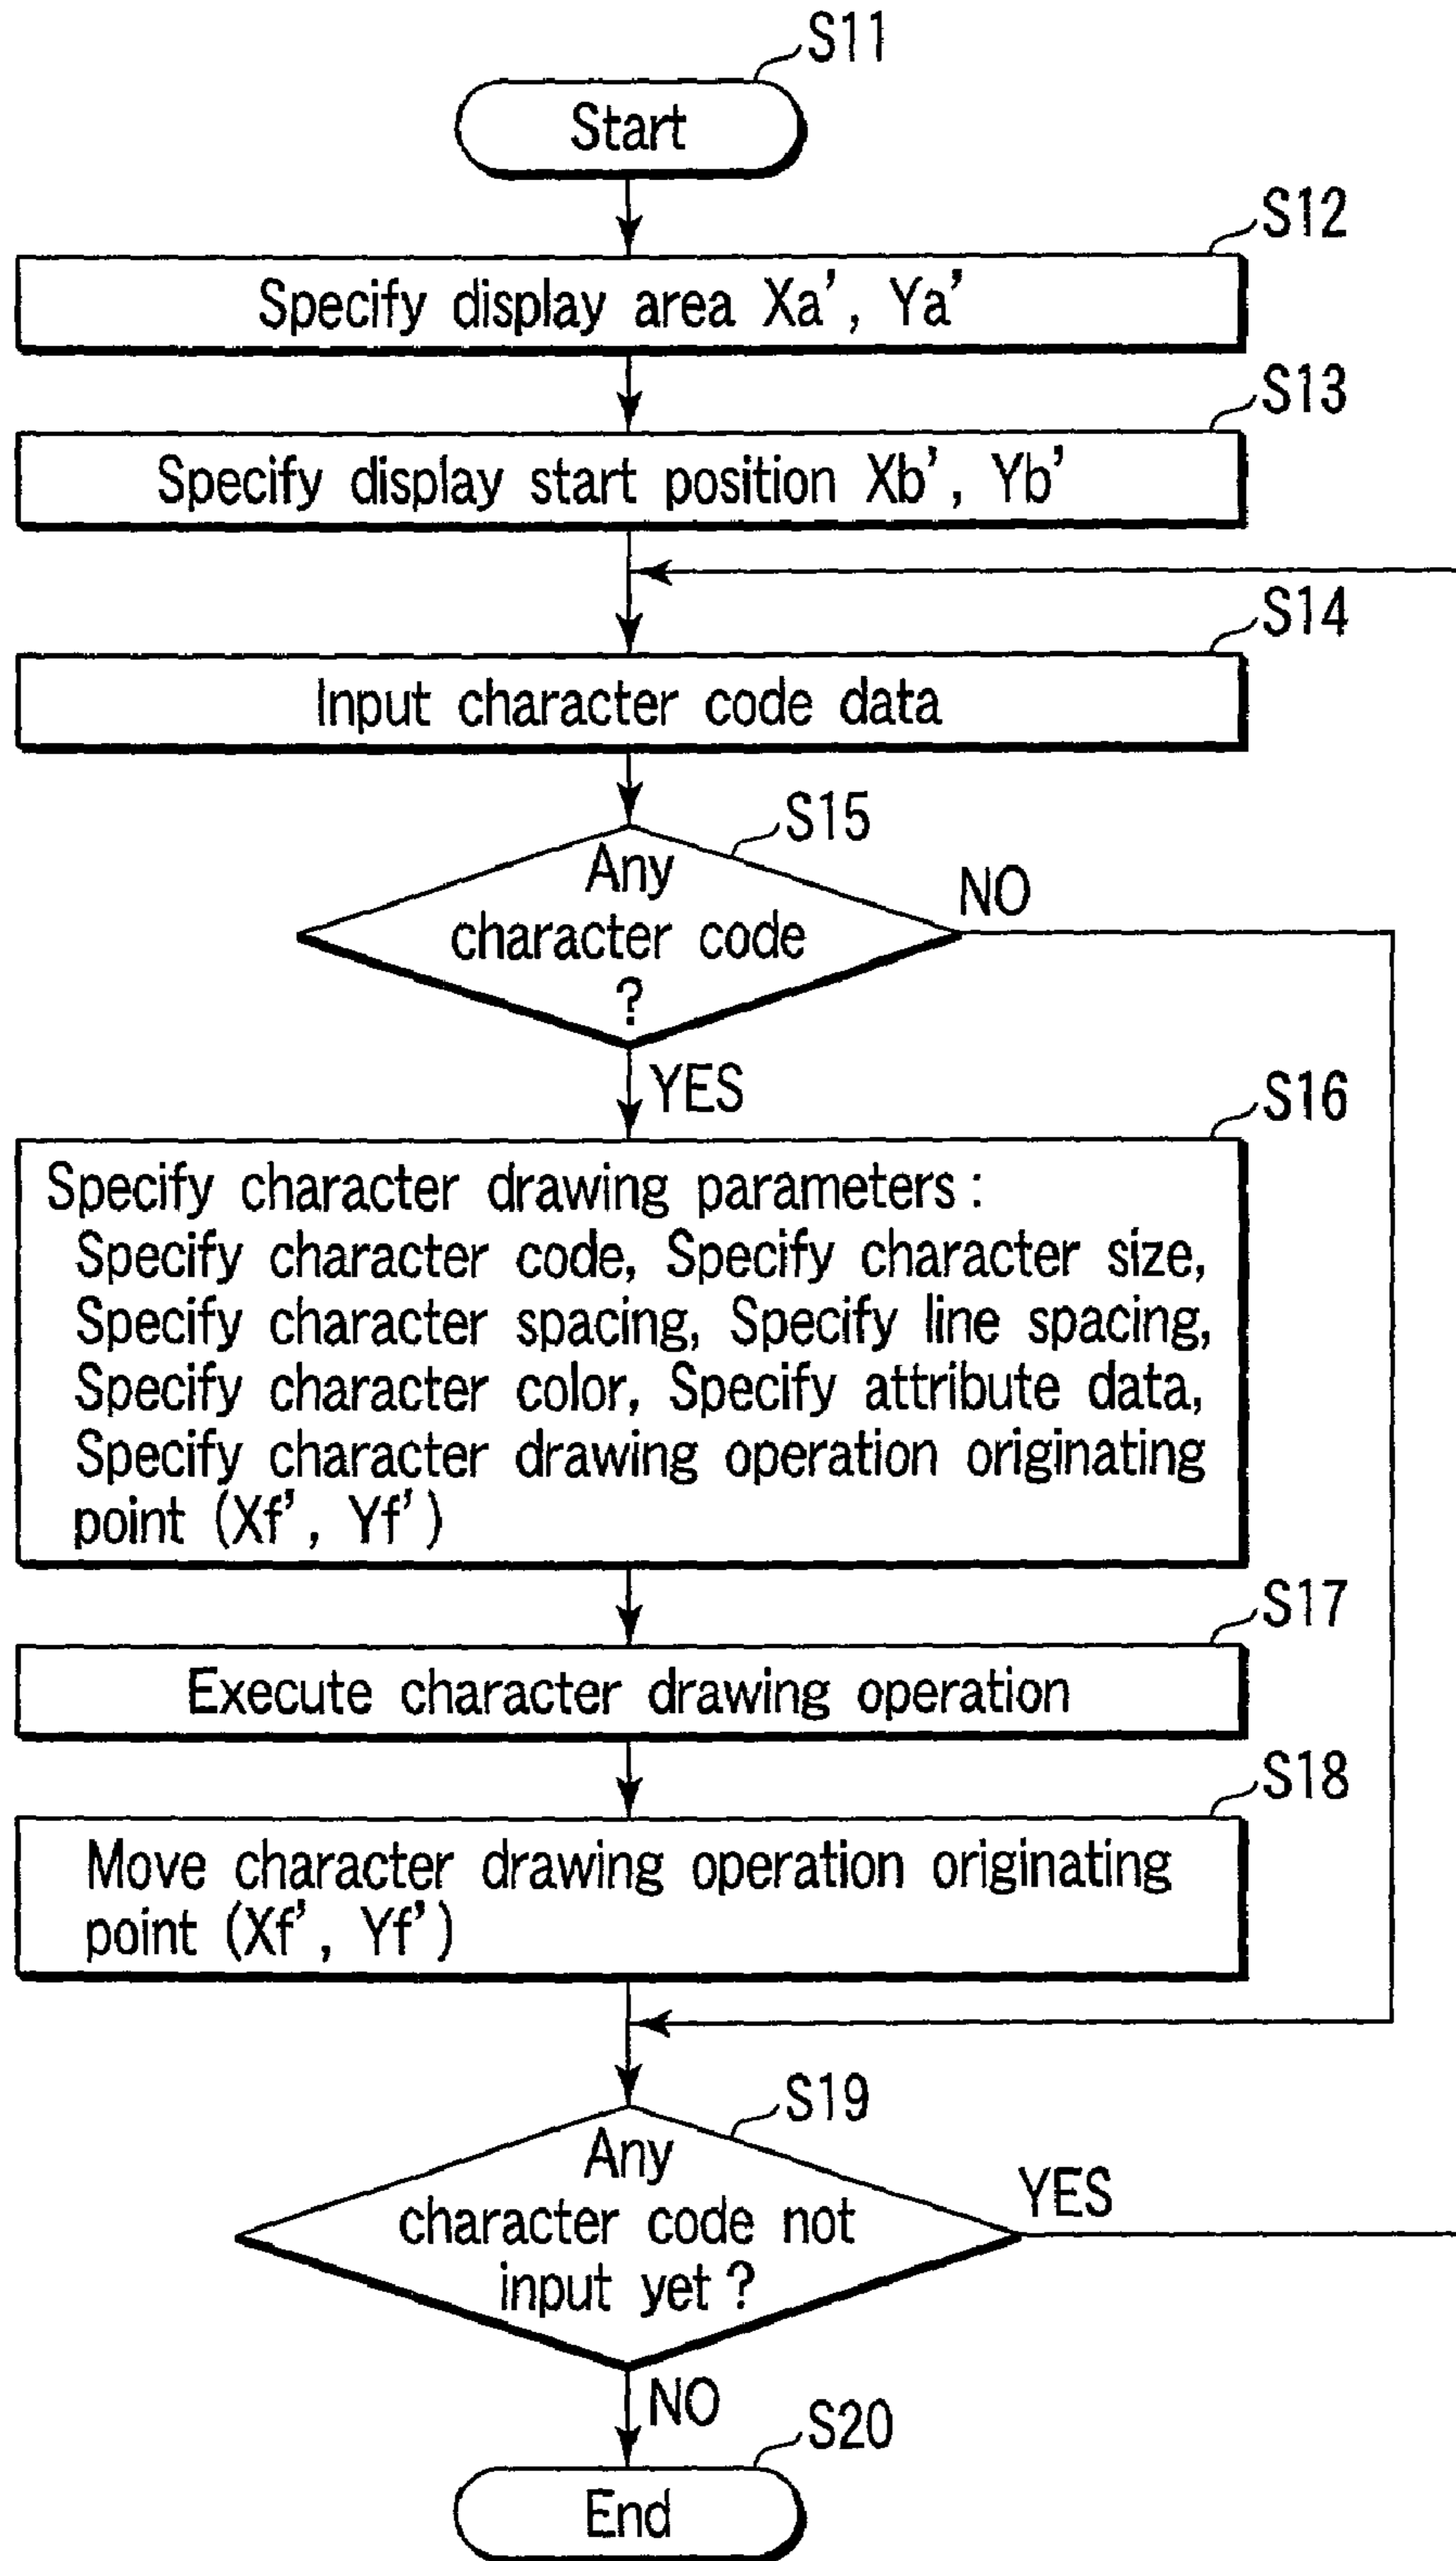 S11
Start
S12
Specify display area Xa', Ya'
S13
Specify display start position Xb', Yb'
S14
Input character code data
S15
Any
character code
?
NO
YES
S16
Specify character drawing parameters :
Specify character code, Specify character size,
Specify character spacing, Specify line spacing,
Specify character color, Specify attribute data,
Specify character drawing operation originating
point (Xf', Yf')
S17
Execute character drawing operation
S18
Move character drawing operation originating
point (Xf', Yf')
S19
Any
character code not
input yet ?
YES
NO
S20
End